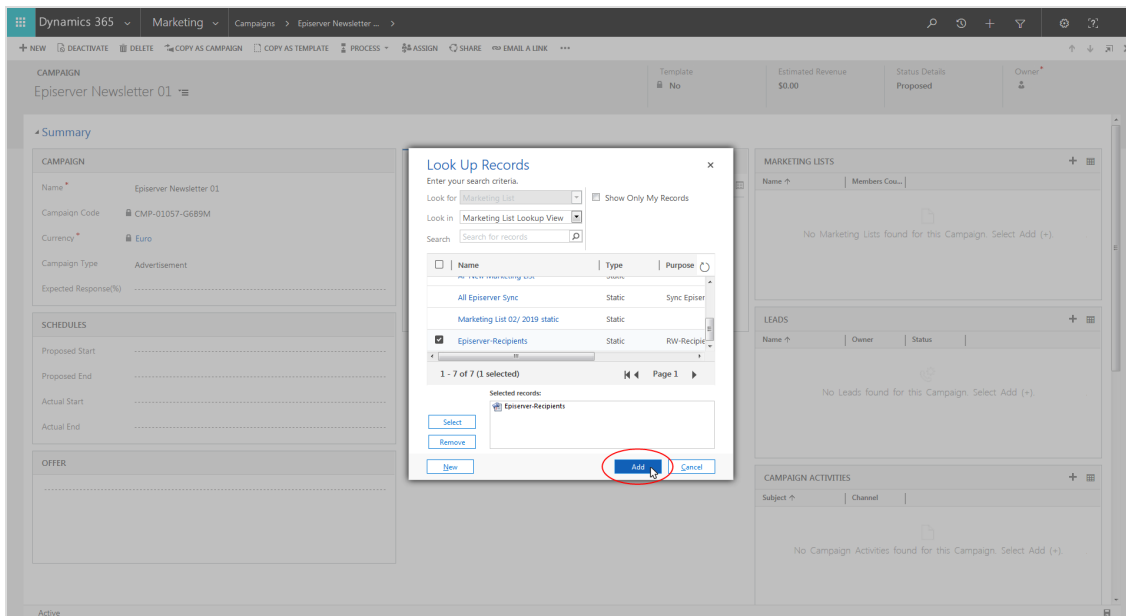 Dynamics 365 Marketing Campaigns > Episerver Newsletter ... >
+ NEW DEACTIVATE DELETE COPY AS CAMPAIGN COPY AS TEMPLATE PROCESS ASSIGN SHARE EMAIL A LINK ...
CAMPAIGN
Episerver Newsletter 01
Template
No
Estimated Revenue
$0.00
Status Details
Proposed
Owner*
Summary
CAMPAIGN
Name* Episerver Newsletter 01
Campaign Code CMP-01057-G6B9M
Currency* Euro
Campaign Type Advertisement
Expected Response(%)
SCHEDULES
Proposed Start
Proposed End
Actual Start
Actual End
OFFER
Look Up Records
Enter your search criteria.
Look for Marketing List Show Only My Records
Look in Marketing List Lookup View
Search Search for records
Name Type Purpose
All Episerver Sync Static Sync Episer
Marketing List 02/ 2019 static Static
Episerver-Recipients Static RW-Recipie
1 - 7 of 7 (1 selected) Page 1
Selected records:
Episerver-Recipients
Select
Remove
New Add Cancel
MARKETING LISTS
Name ↑ Members Cou...
No Marketing Lists found for this Campaign. Select Add (+).
LEADS
Name ↑ Owner Status
No Leads found for this Campaign. Select Add (+).
CAMPAIGN ACTIVITIES
Subject ↑ Channel
No Campaign Activities found for this Campaign. Select Add (+).
Active